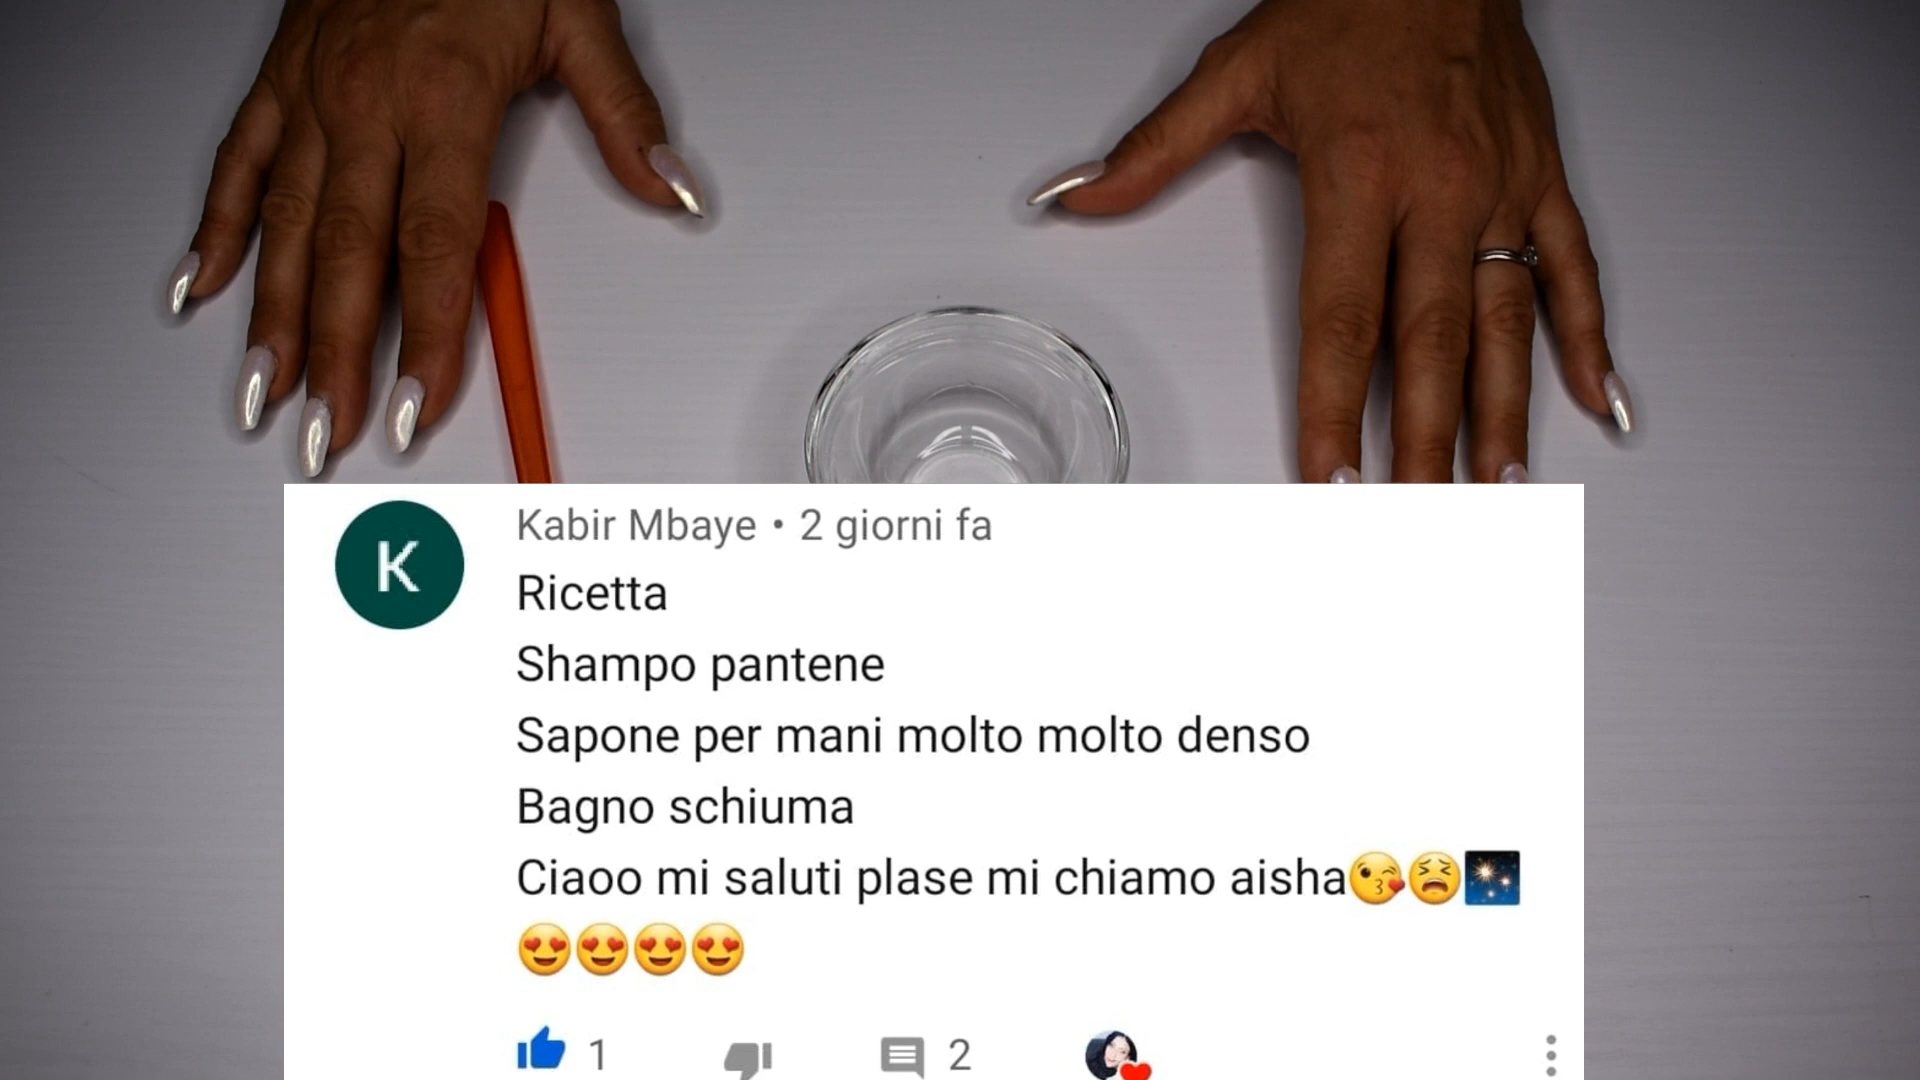 K
Kabir Mbaye • 2 giorni fa
Ricetta
Shampo pantene
Sapone per mani molto molto denso
Bagno schiuma
Ciaoo mi saluti plase mi chiamo aisha😘😫🎇
😍😍😍😍
1
2